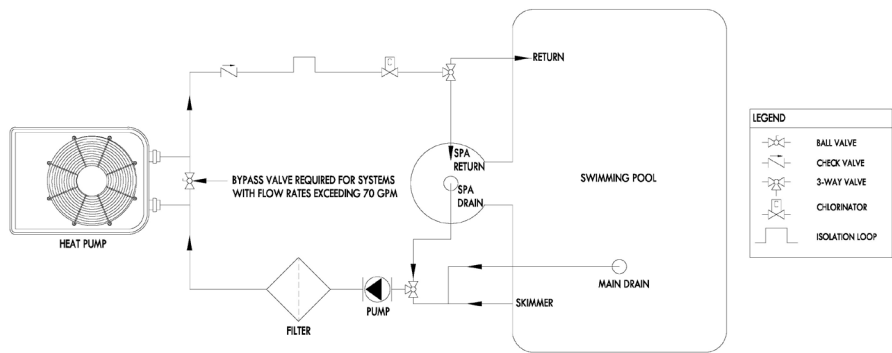 C
RETURN
LEGEND
BALL VALVE
CHECK VALVE
3-WAY VALVE
C
CHLORINATOR
ISOLATION LOOP
SPA
RETURN
SPA
DRAIN
BYPASS VALVE REQUIRED FOR SYSTEMS
WITH FLOW RATES EXCEEDING 70 GPM
SWIMMING POOL
HEAT PUMP
MAIN DRAIN
SKIMMER
PUMP
FILTER